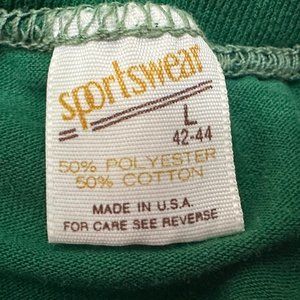 sportswear
L
42-44
50% POLYESTER
50% COTTON
MADE IN U.S.A.
FOR CARE SEE REVERSE